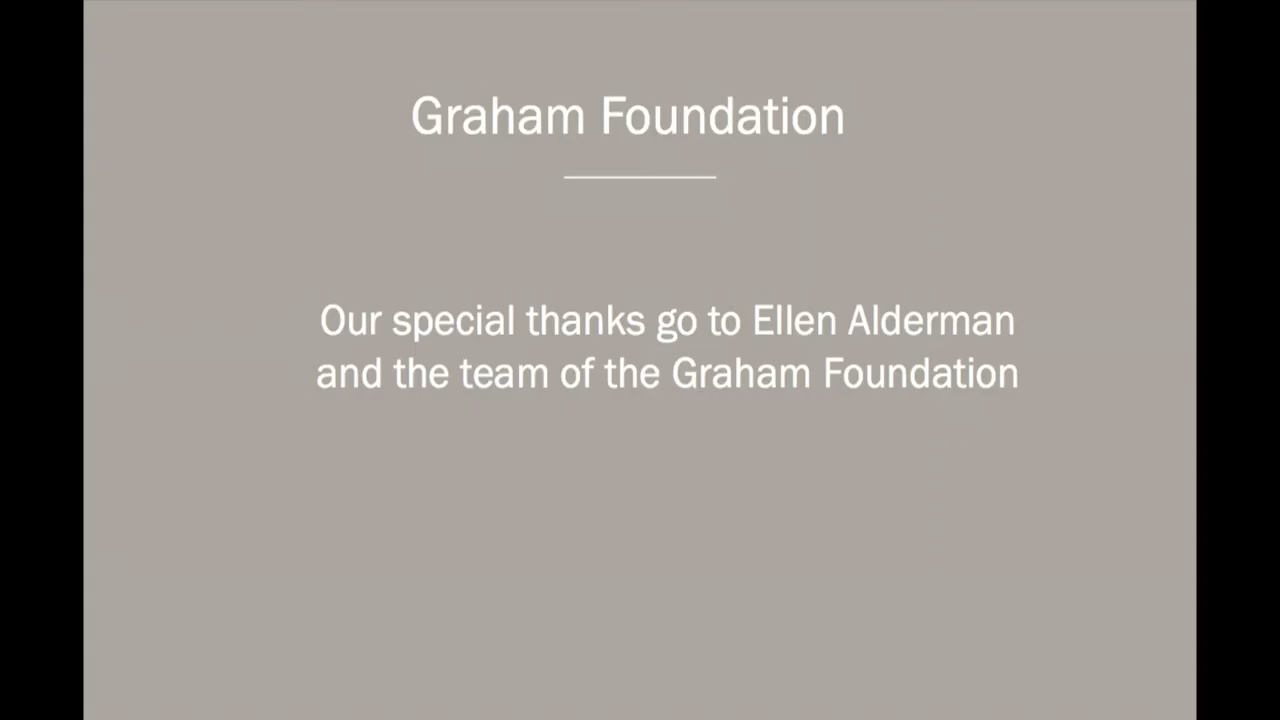 Graham Foundation
Our special thanks go to Ellen Alderman
and the team of the Graham Foundation